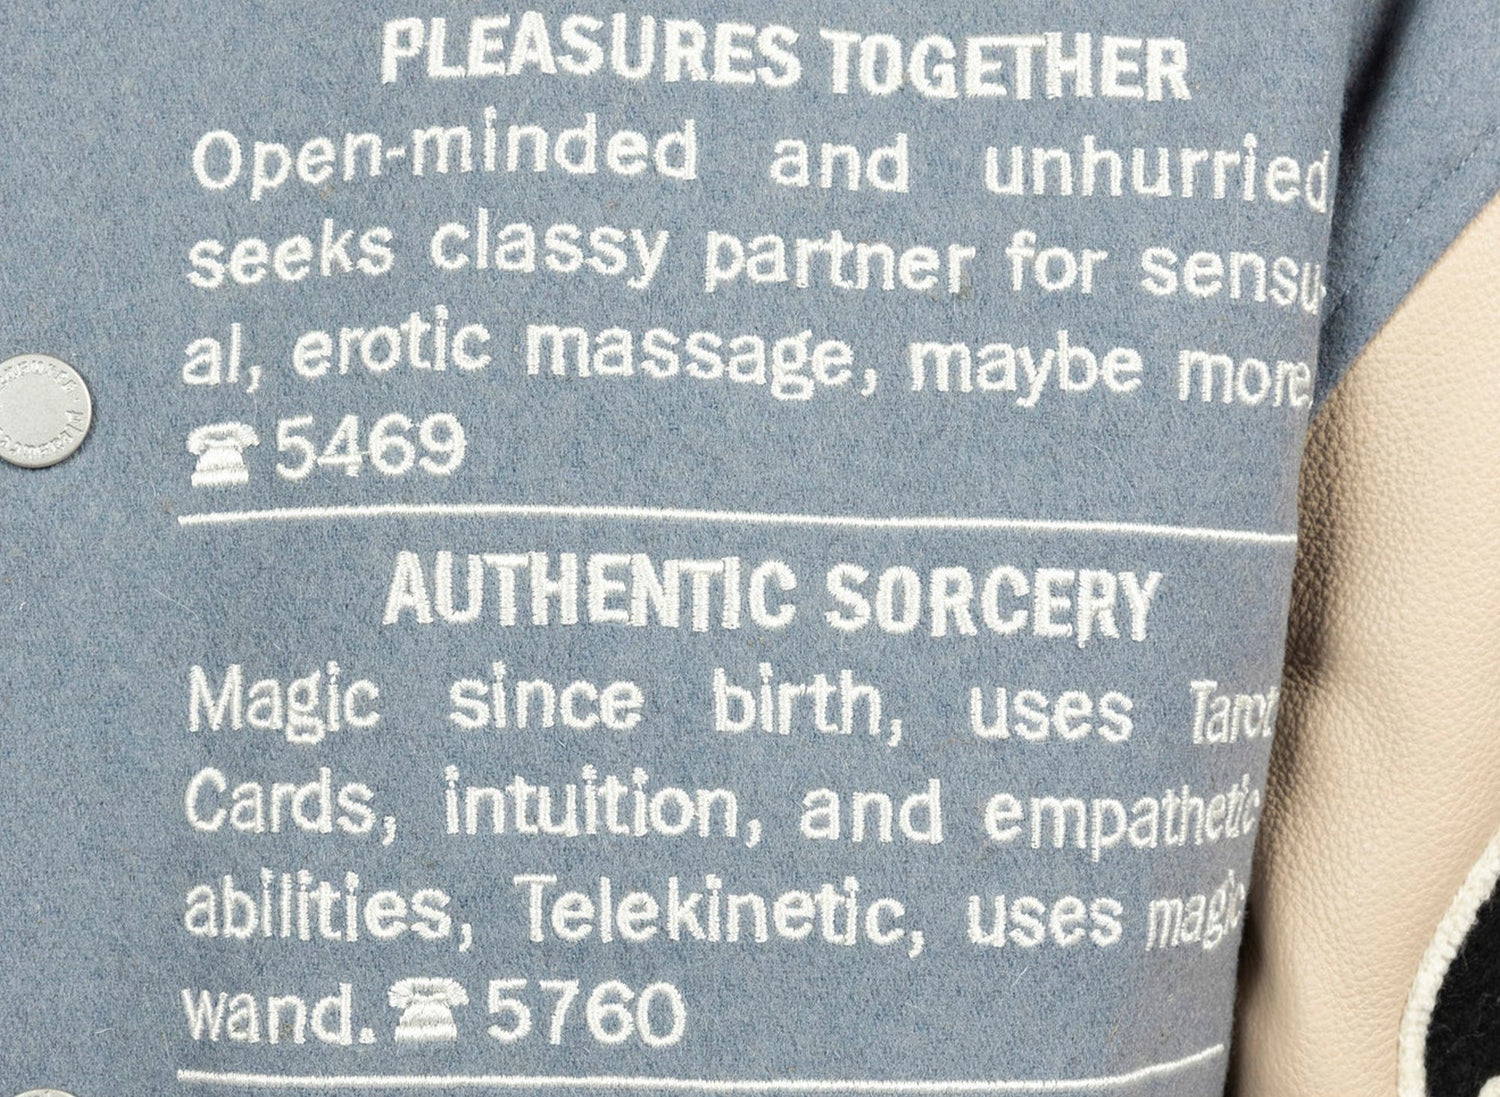 PLEASURES TOGETHER
Open-minded and unhurried
seeks classy partner for sensu-
al, erotic massage, maybe more.
☎5469
AUTHENTIC SORCERY
Magic since birth, uses Tarot
Cards, intuition, and empathetic
abilities, Telekinetic, uses magic
wand. ☎5760